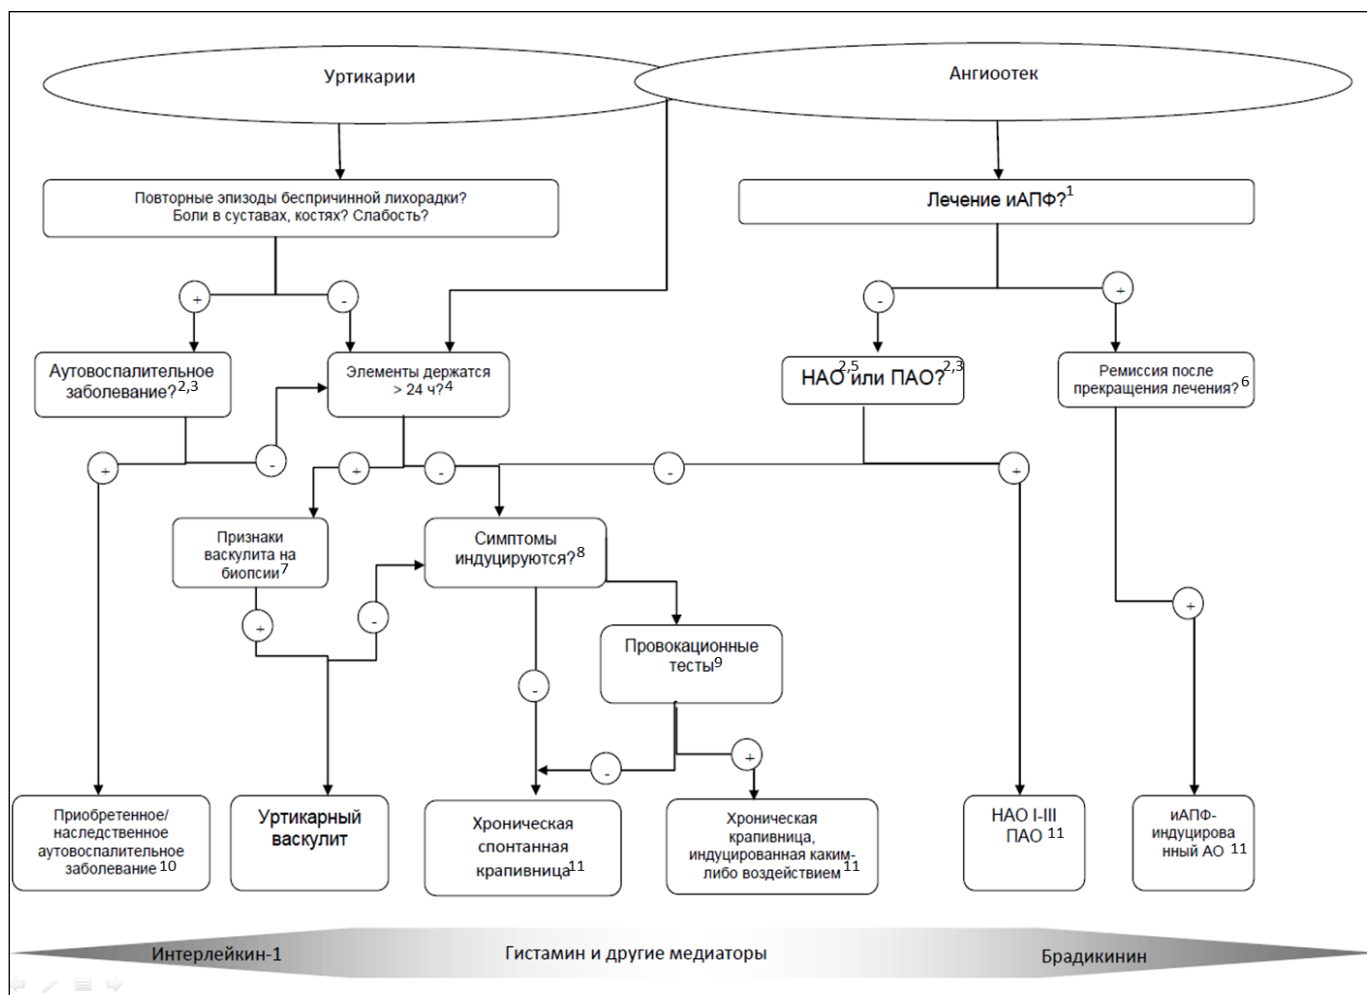 Уртикарии
Ангиоотек
Повторные эпизоды беспричинной лихорадки?
Боли в суставах, костях? Слабость?
Лечение иАПФ?1
+
-
-
+
Аутовоспалительное
заболевание?2,3
Элементы держатся
> 24 ч?4
НАО2,5 или ПАО?2,3
Ремиссия после
прекращения лечения?6
+
-
+
-
-
+
Признаки
васкулита на
биопсии7
Симптомы
индуцируются?8
+
-
+
Провокационные
тесты9
-
-
+
Приобретенное/
наследственное
аутовоспалительное
заболевание10
Уртикарный
васкулит
Хроническая
спонтанная
крапивница11
Хроническая
крапивница,
индуцированная каким-
либо воздействием11
НАО I-III
ПАО 11
иАПФ-
индуцирова
нный АО 11
Интерлейкин-1
Гистамин и другие медиаторы
Брадикинин